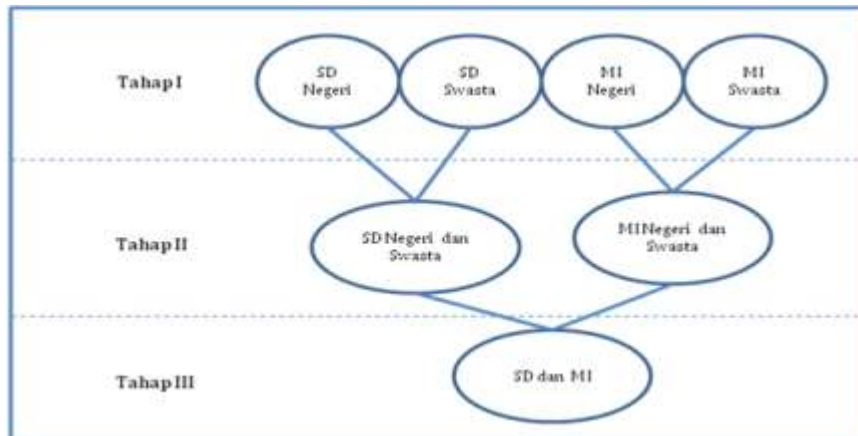 Tahap I
SD
Negeri
SD
Swasta
MI
Negeri
MI
Swasta
Tahap II
SD Negeri dan
Swasta
MI Negeri dan
Swasta
Tahap III
SD dan MI